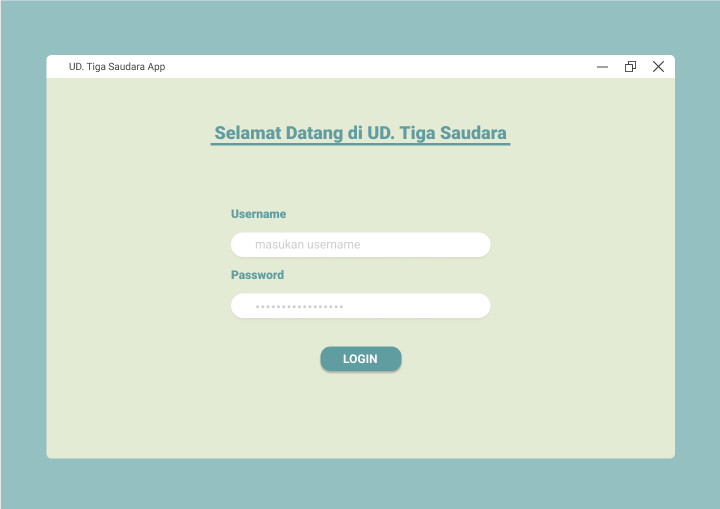 UD. Tiga Saudara App
Selamat Datang di UD. Tiga Saudara
Username
masukan username
Password
•••••••••••••••••
LOGIN